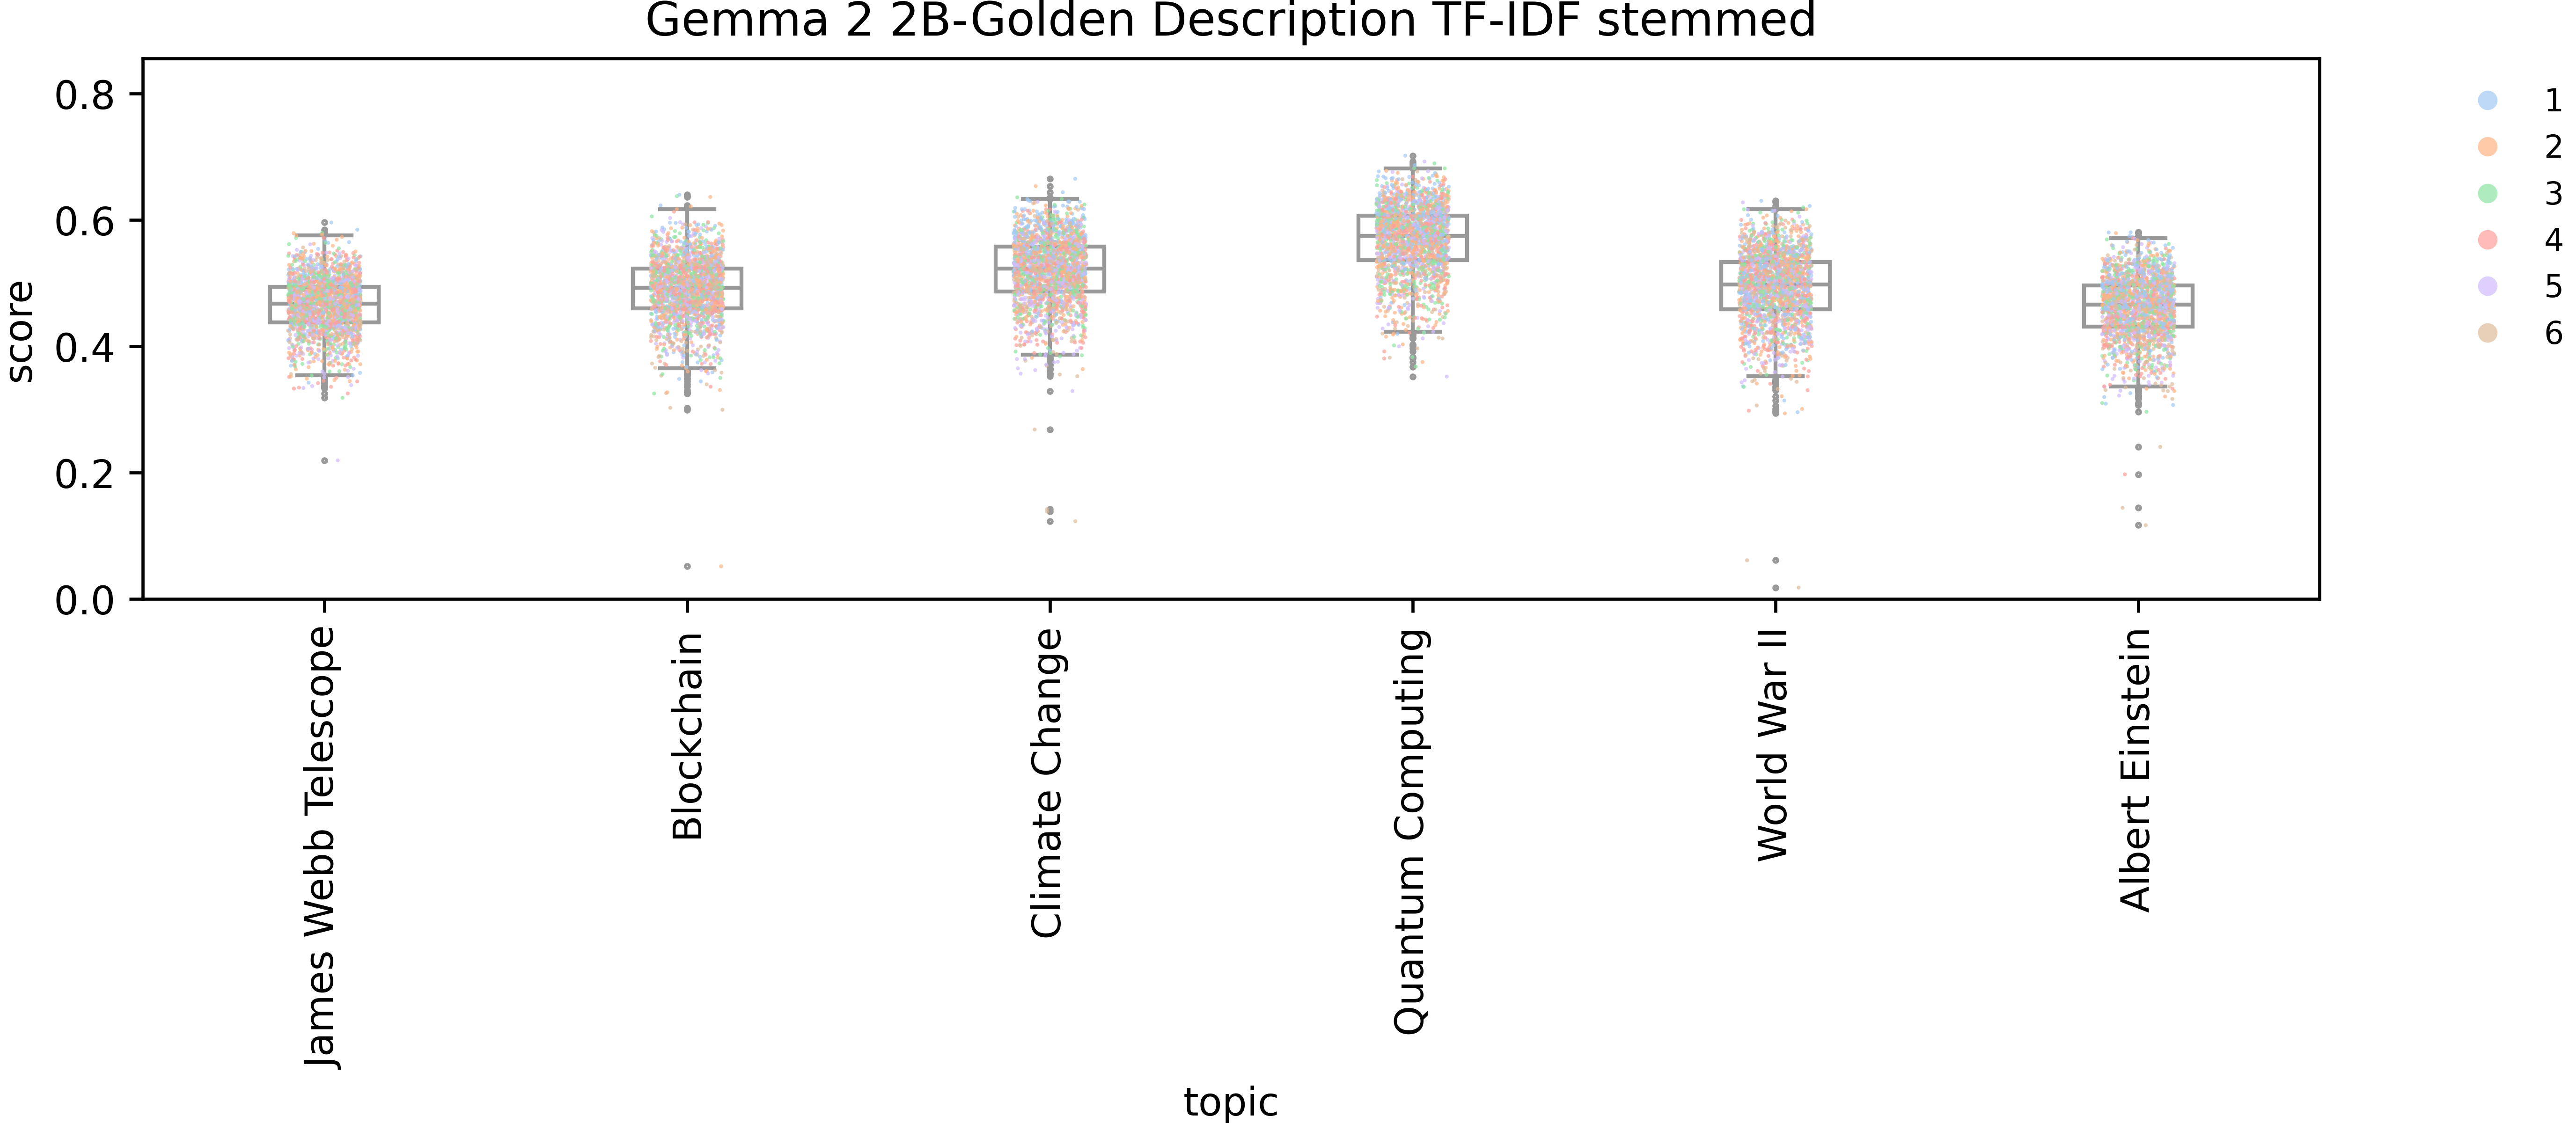 Gemma 2 2B-Golden Description TF-IDF stemmed
score
0.8
0.6
0.4
0.2
0.0
1
2
3
4
5
6
James Webb Telescope
Blockchain
Climate Change
Quantum Computing
World War II
Albert Einstein
topic